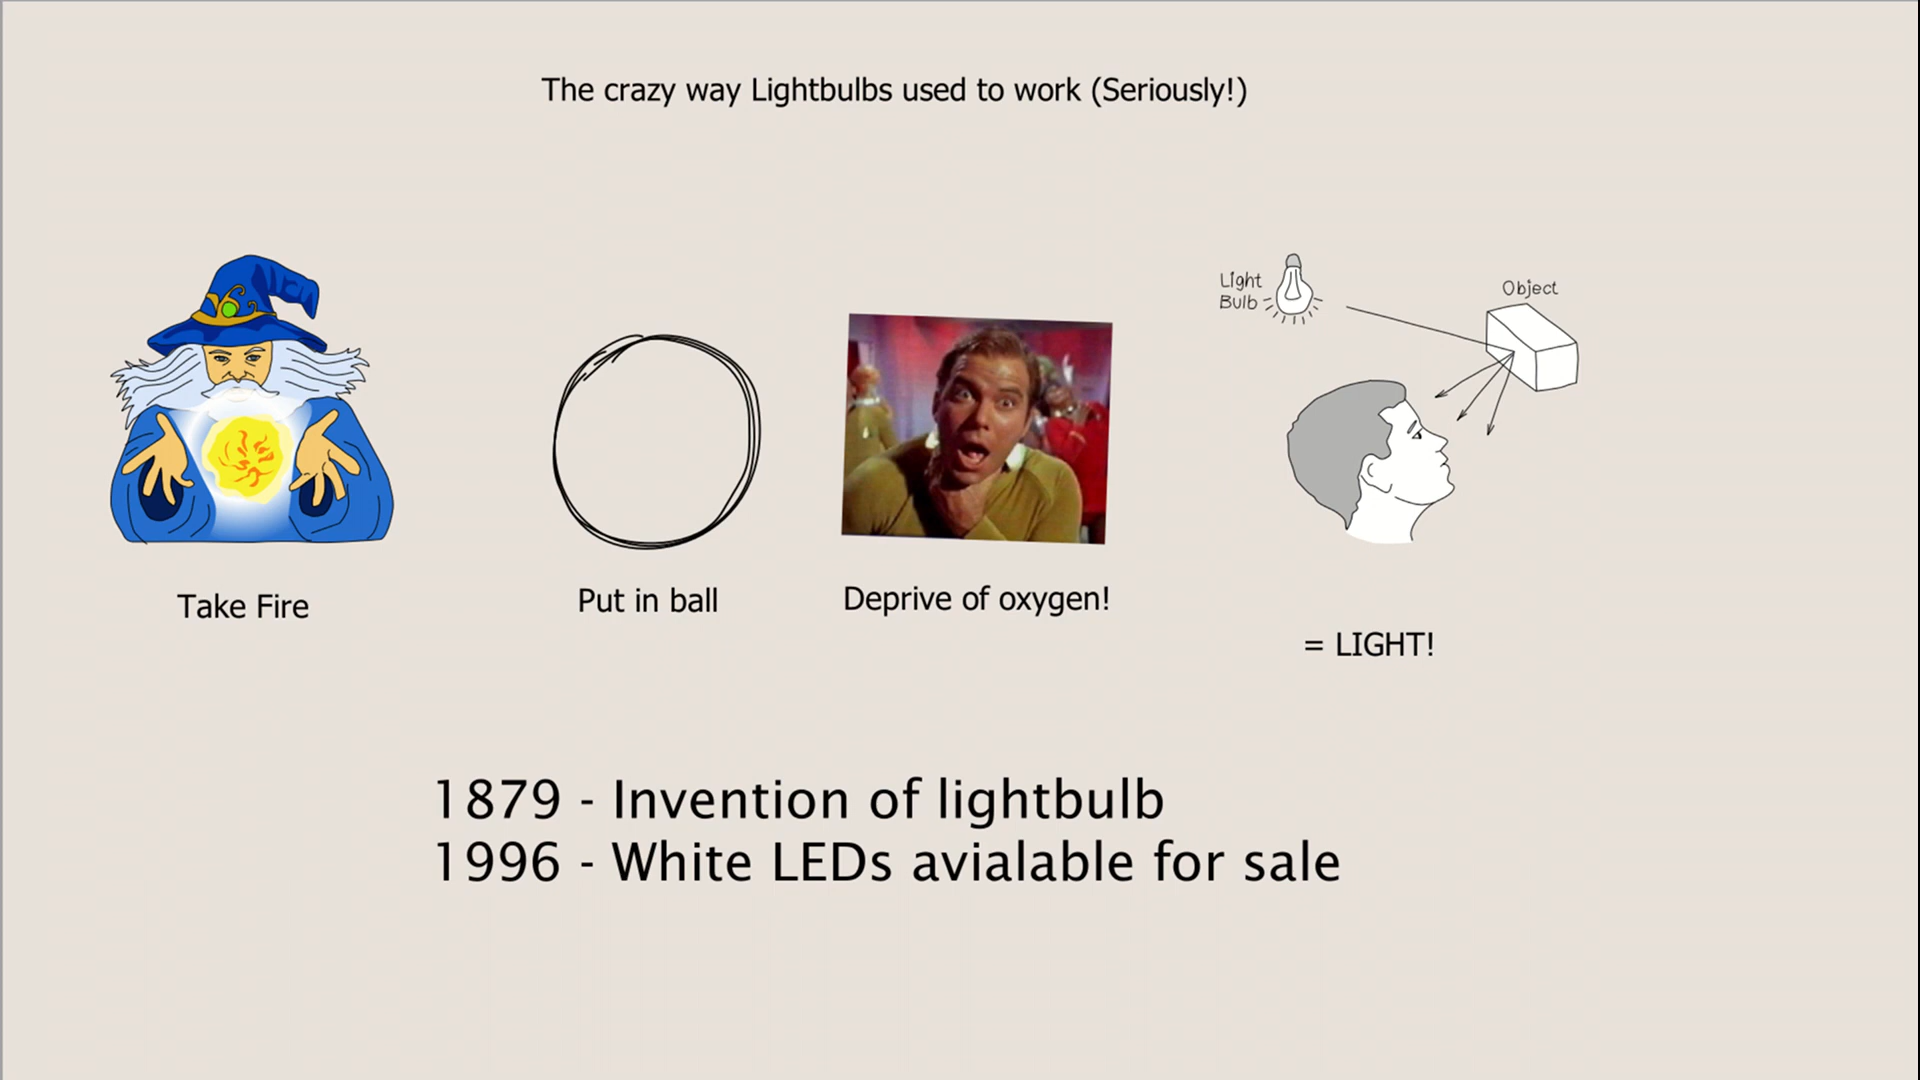 The crazy way Lightbulbs used to work (Seriously!)
Light
Bulb
Object
Take Fire
Put in ball
Deprive of oxygen!
= LIGHT!
1879 - Invention of lightbulb
1996 - White LEDs avialable for sale